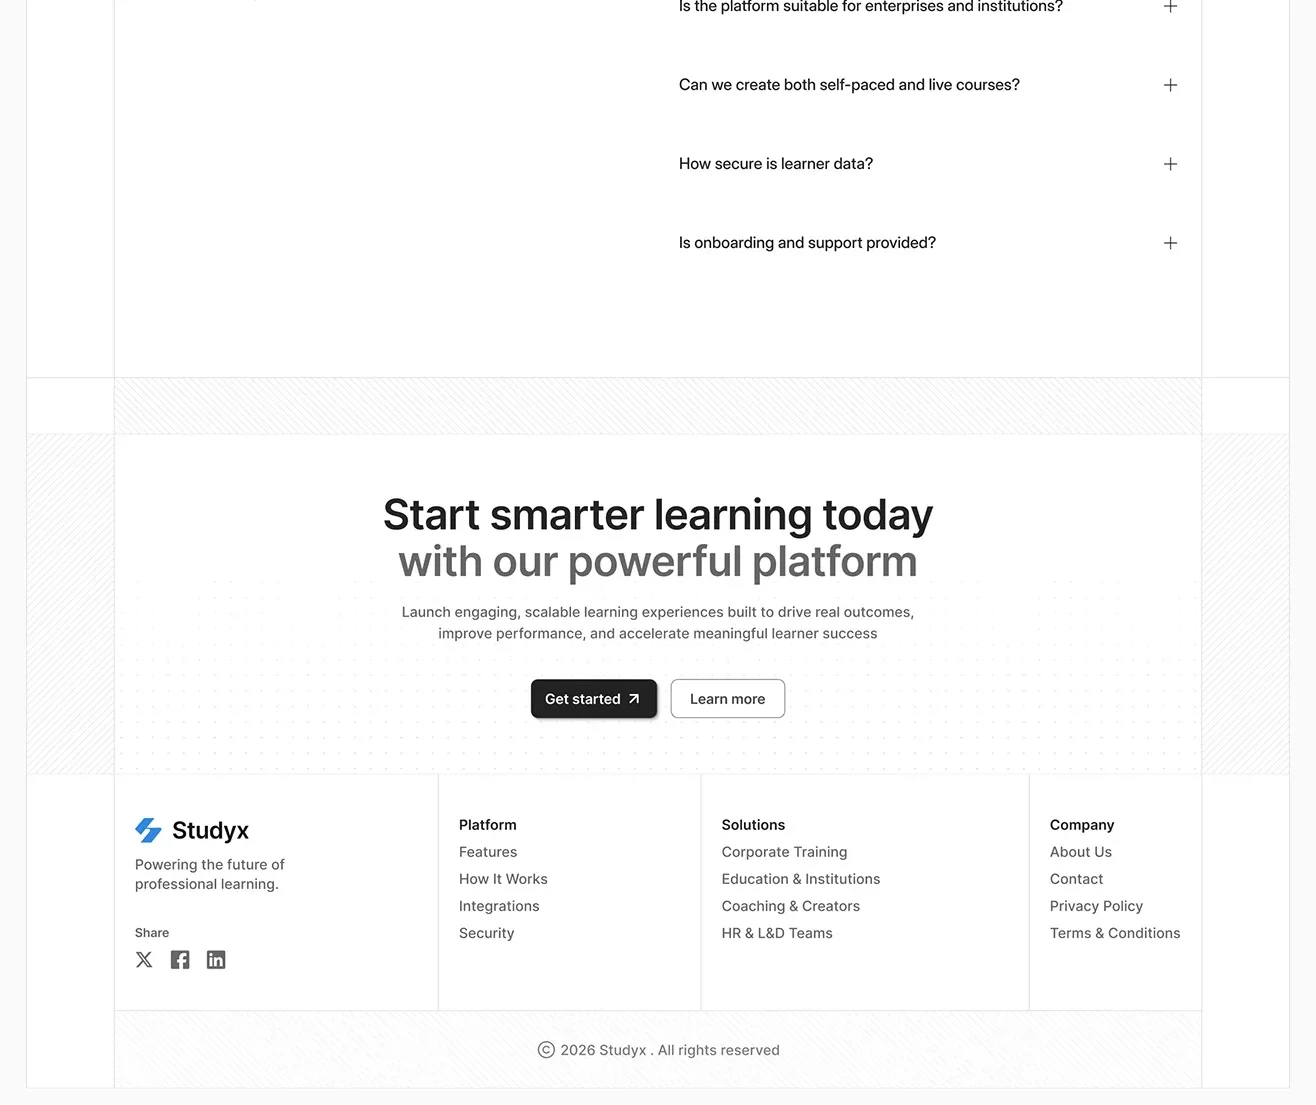 Is the platform suitable for enterprises and institutions?
Can we create both self-paced and live courses?
How secure is learner data?
Is onboarding and support provided?
Start smarter learning today
with our powerful platform
Launch engaging, scalable learning experiences built to drive real outcomes,
improve performance, and accelerate meaningful learner success
Get started
Learn more
Studyx
Powering the future of
professional learning.
Share
Platform
Features
How It Works
Integrations
Security
Solutions
Corporate Training
Education & Institutions
Coaching & Creators
HR & L&D Teams
Company
About Us
Contact
Privacy Policy
Terms & Conditions
© 2026 Studyx . All rights reserved